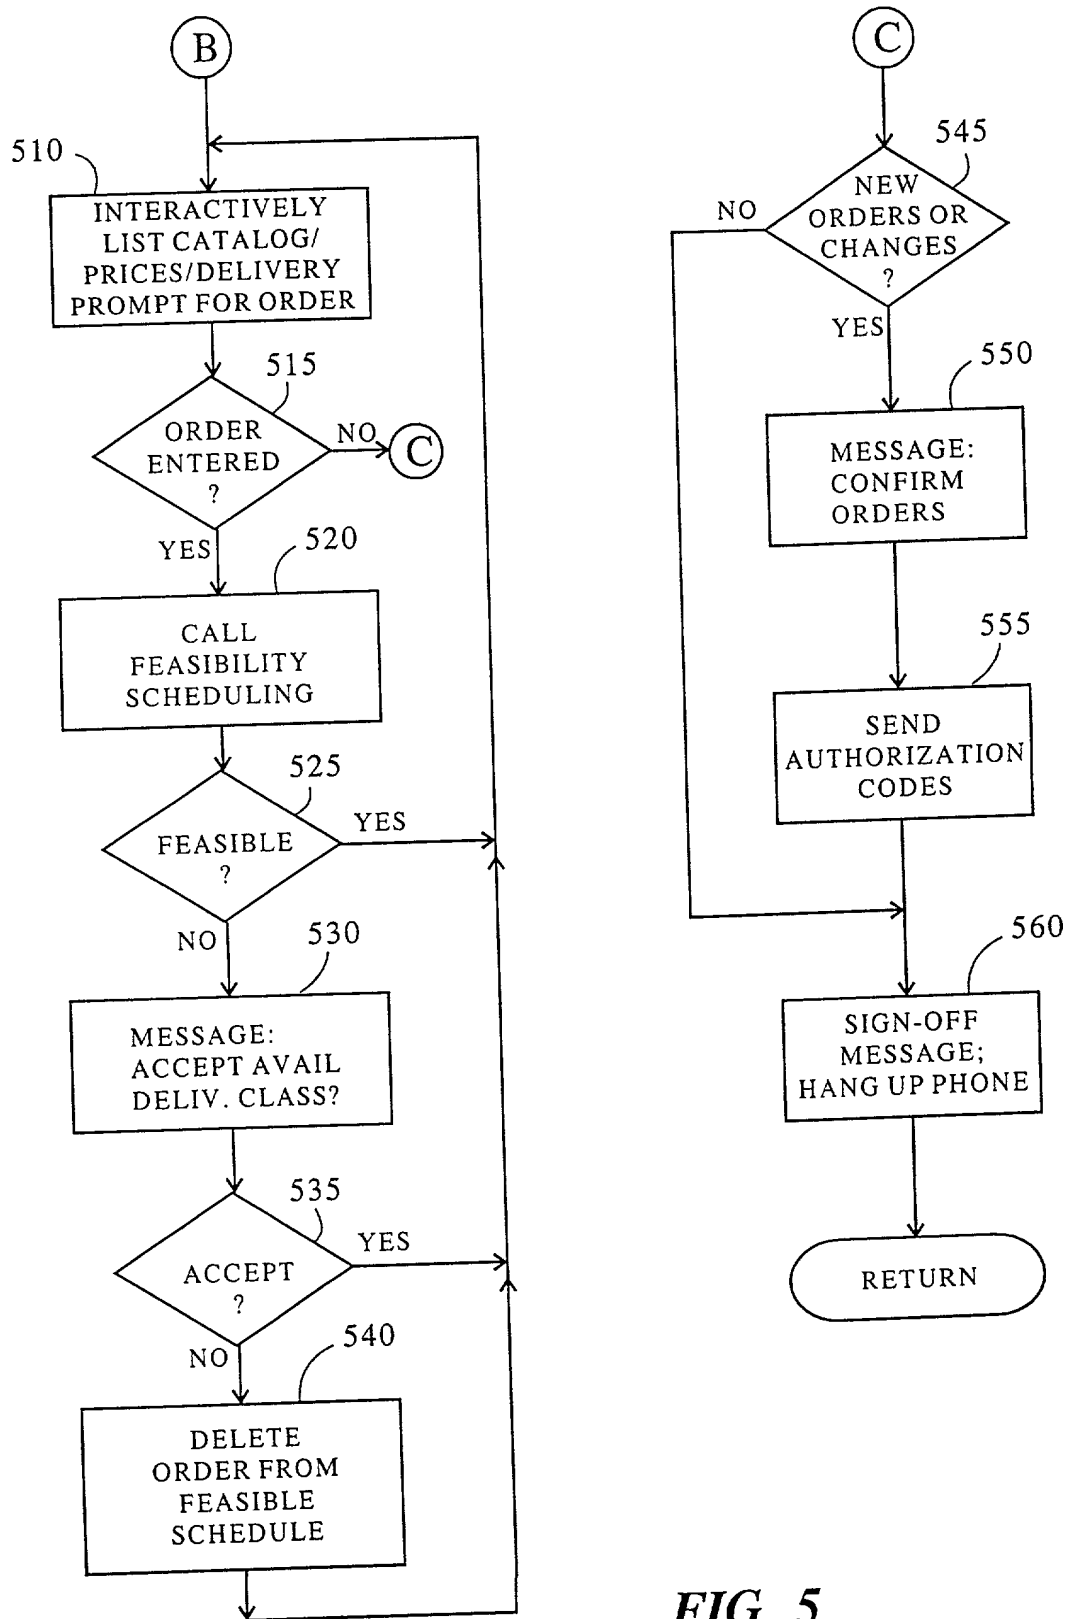 B
510
INTERACTIVELY
LIST CATALOG/
PRICES/DELIVERY
PROMPT FOR ORDER
515
ORDER
ENTERED
?
NO
C
YES
520
CALL
FEASIBILITY
SCHEDULING
525
FEASIBLE
?
YES
NO
530
MESSAGE:
ACCEPT AVAIL
DELIV. CLASS?
535
ACCEPT
?
YES
NO
540
DELETE
ORDER FROM
FEASIBLE
SCHEDULE
C
545
NEW
ORDERS OR
CHANGES
?
NO
YES
550
MESSAGE:
CONFIRM
ORDERS
555
SEND
AUTHORIZATION
CODES
560
SIGN-OFF
MESSAGE;
HANG UP PHONE
RETURN
FIG. 5